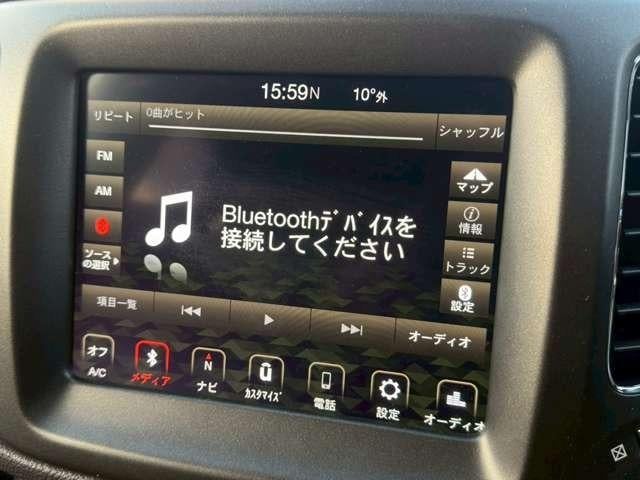 15:59N 10°外
リピート 0曲がヒット シャッフル
FM
AM
ソースの選択
Bluetoothﾃﾞﾊﾞｲｽを
接続してください
マップ
情報
トラック
設定
項目一覧 オーディオ
オフ
A/C
メディア
N
ナビ
ｶｽﾀﾏｲｽﾞ
電話
設定
オーディオ